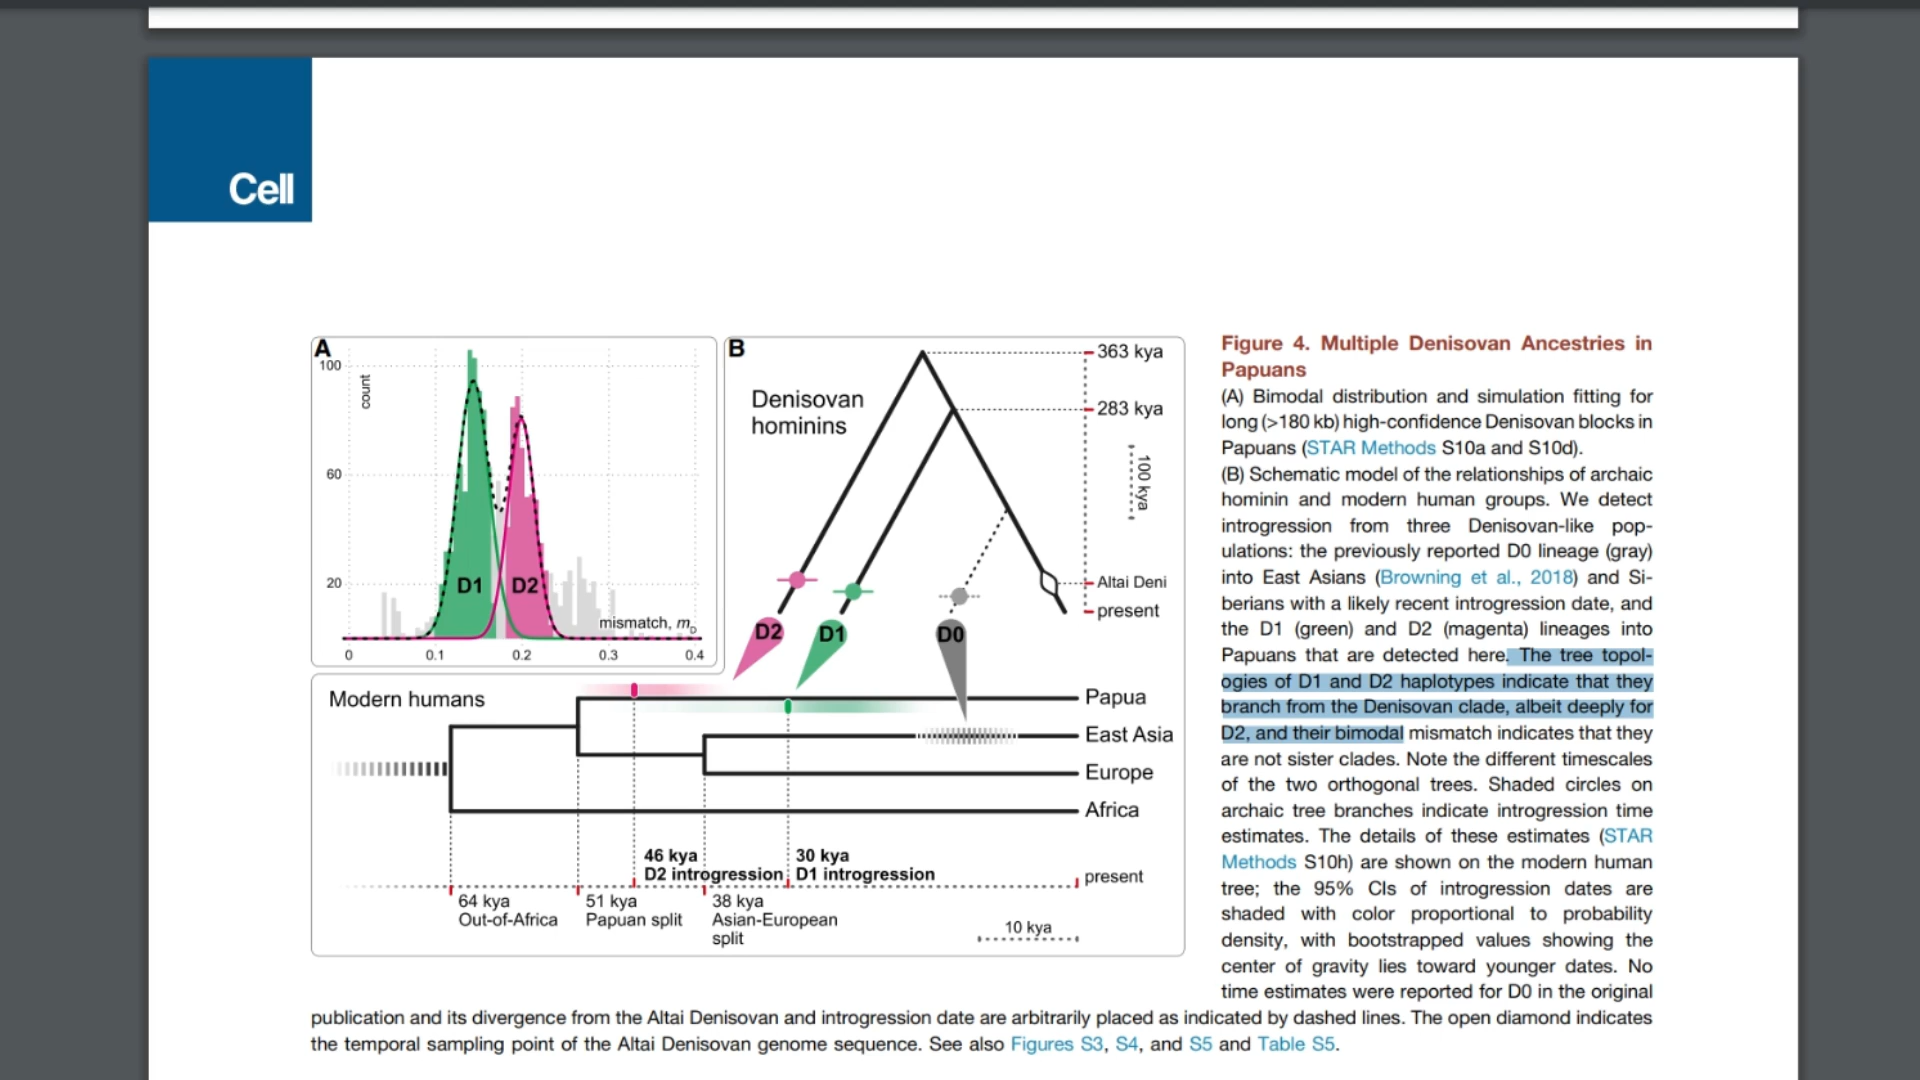 Cell
A
100
count
60
20
D1
D2
mismatch, mD
0
0.1
0.2
0.3
0.4
B
Denisovan
hominins
363 kya
283 kya
100 kya
Altai Deni
present
D2
D1
D0
Modern humans
Papua
East Asia
Europe
Africa
46 kya
D2 introgression
30 kya
D1 introgression
present
64 kya
Out-of-Africa
51 kya
Papuan split
38 kya
Asian-European
split
10 kya
Figure 4. Multiple Denisovan Ancestries in
Papuans
(A) Bimodal distribution and simulation fitting for
long (>180 kb) high-confidence Denisovan blocks in
Papuans (STAR Methods S10a and S10d).
(B) Schematic model of the relationships of archaic
hominin and modern human groups. We detect
introgression from three Denisovan-like pop-
ulations: the previously reported D0 lineage (gray)
into East Asians (Browning et al., 2018) and Si-
berians with a likely recent introgression date, and
the D1 (green) and D2 (magenta) lineages into
Papuans that are detected here. The tree topol-
ogies of D1 and D2 haplotypes indicate that they
branch from the Denisovan clade, albeit deeply for
D2, and their bimodal mismatch indicates that they
are not sister clades. Note the different timescales
of the two orthogonal trees. Shaded circles on
archaic tree branches indicate introgression time
estimates. The details of these estimates (STAR
Methods S10h) are shown on the modern human
tree; the 95% CIs of introgression dates are
shaded with color proportional to probability
density, with bootstrapped values showing the
center of gravity lies toward younger dates. No
time estimates were reported for D0 in the original
publication and its divergence from the Altai Denisovan and introgression date are arbitrarily placed as indicated by dashed lines. The open diamond indicates
the temporal sampling point of the Altai Denisovan genome sequence. See also Figures S3, S4, and S5 and Table S5.